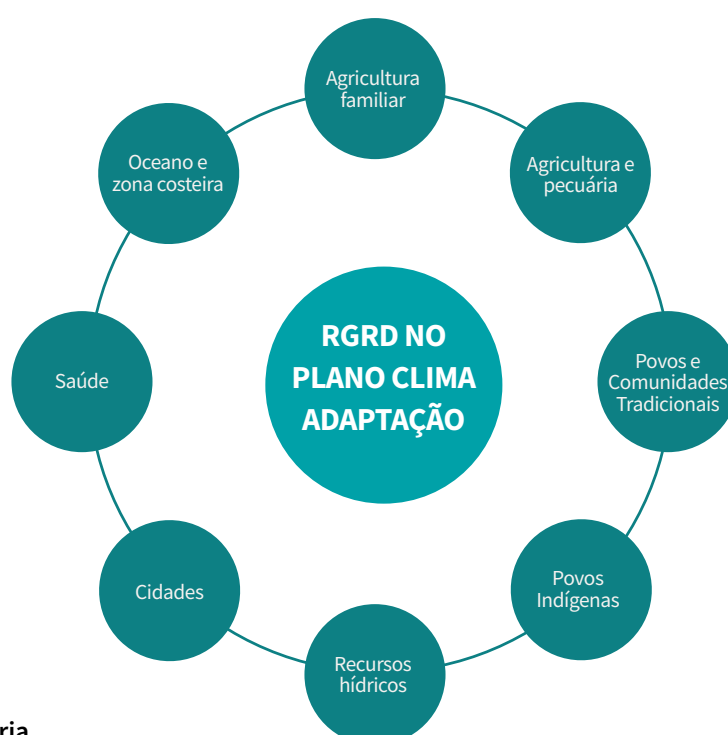 Agricultura
familiar
Agricultura e
pecuária
Povos e
Comunidades
Tradicionais
Povos
Indígenas
Recursos
hídricos
Cidades
Saúde
Oceano e
zona costeira
RGRD NO
PLANO CLIMA
ADAPTAÇÃO
ria